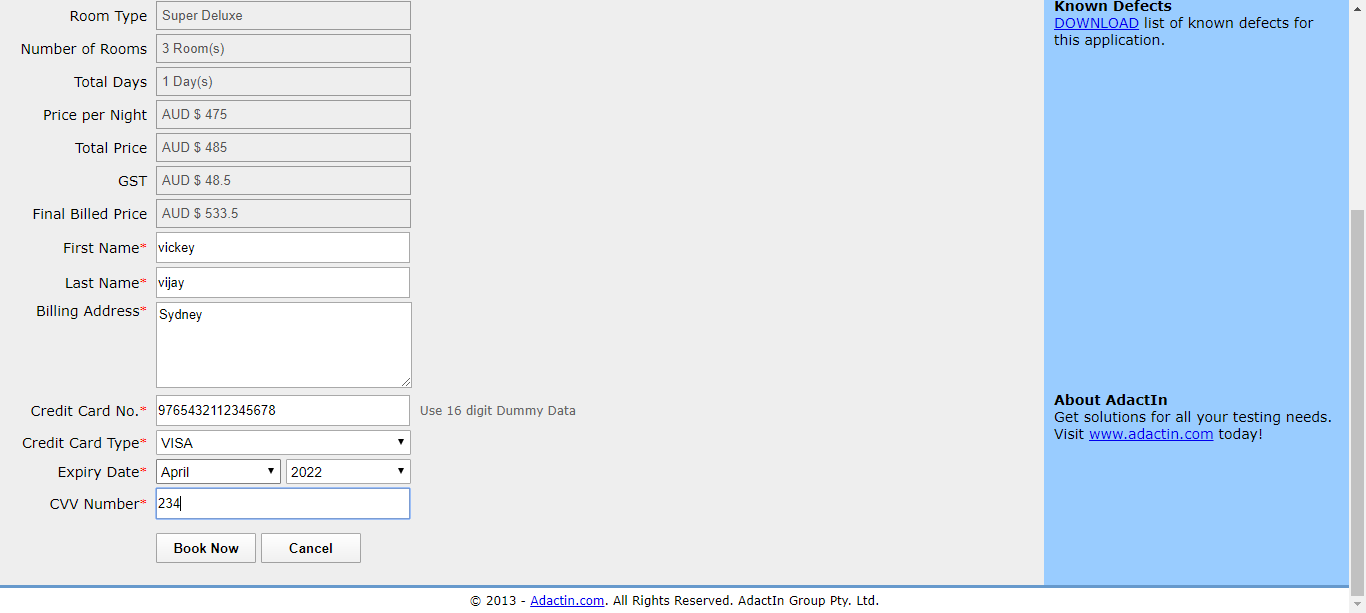 Room Type Super Deluxe
Number of Rooms 3 Room(s)
Total Days 1 Day(s)
Price per Night AUD $ 475
Total Price AUD $ 485
GST AUD $ 48.5
Final Billed Price AUD $ 533.5
First Name* vickey
Last Name* vijay
Billing Address* Sydney
Credit Card No.* 9765432112345678 Use 16 digit Dummy Data
Credit Card Type* VISA
Expiry Date* April 2022
CVV Number* 234
Book Now Cancel
Known Defects
DOWNLOAD list of known defects for
this application.
About AdactIn
Get solutions for all your testing needs.
Visit www.adactin.com today!
© 2013 - Adactin.com. All Rights Reserved. AdactIn Group Pty. Ltd.